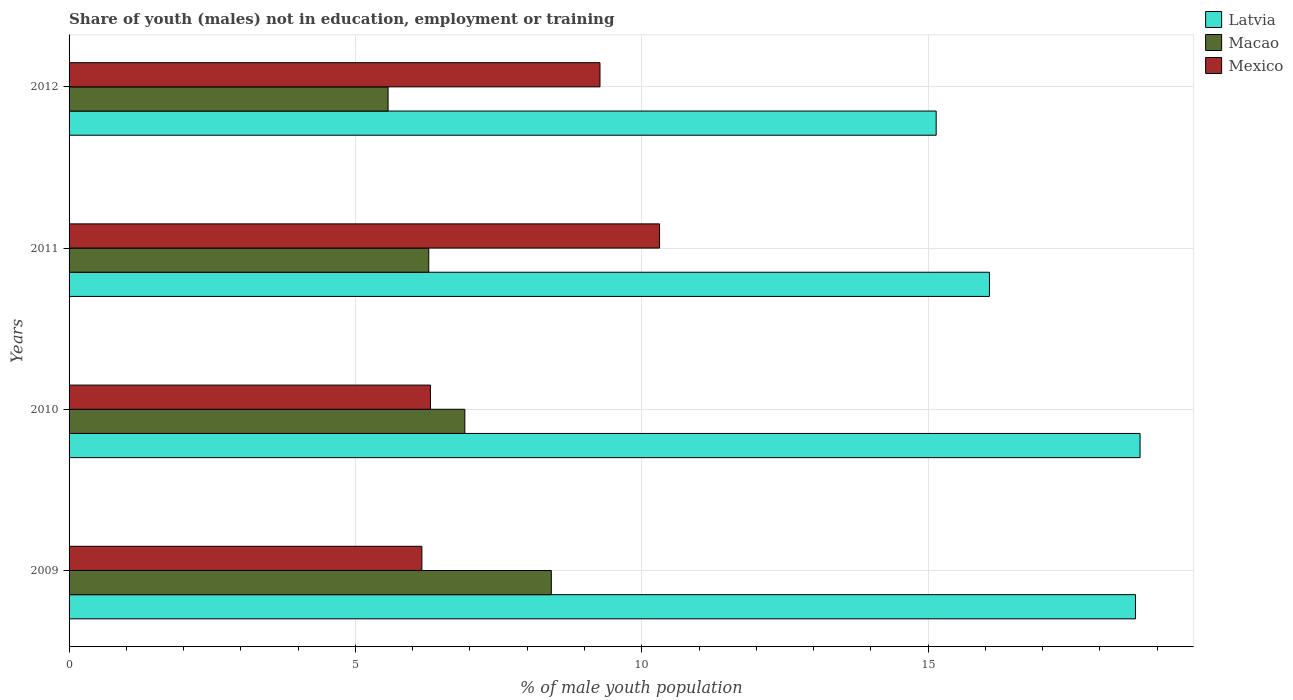 Share of youth (males) not in education, employment or training
Latvia
Macao
Mexico
2012
2011
2010
2009
Years
0
5
10
15
% of male youth population